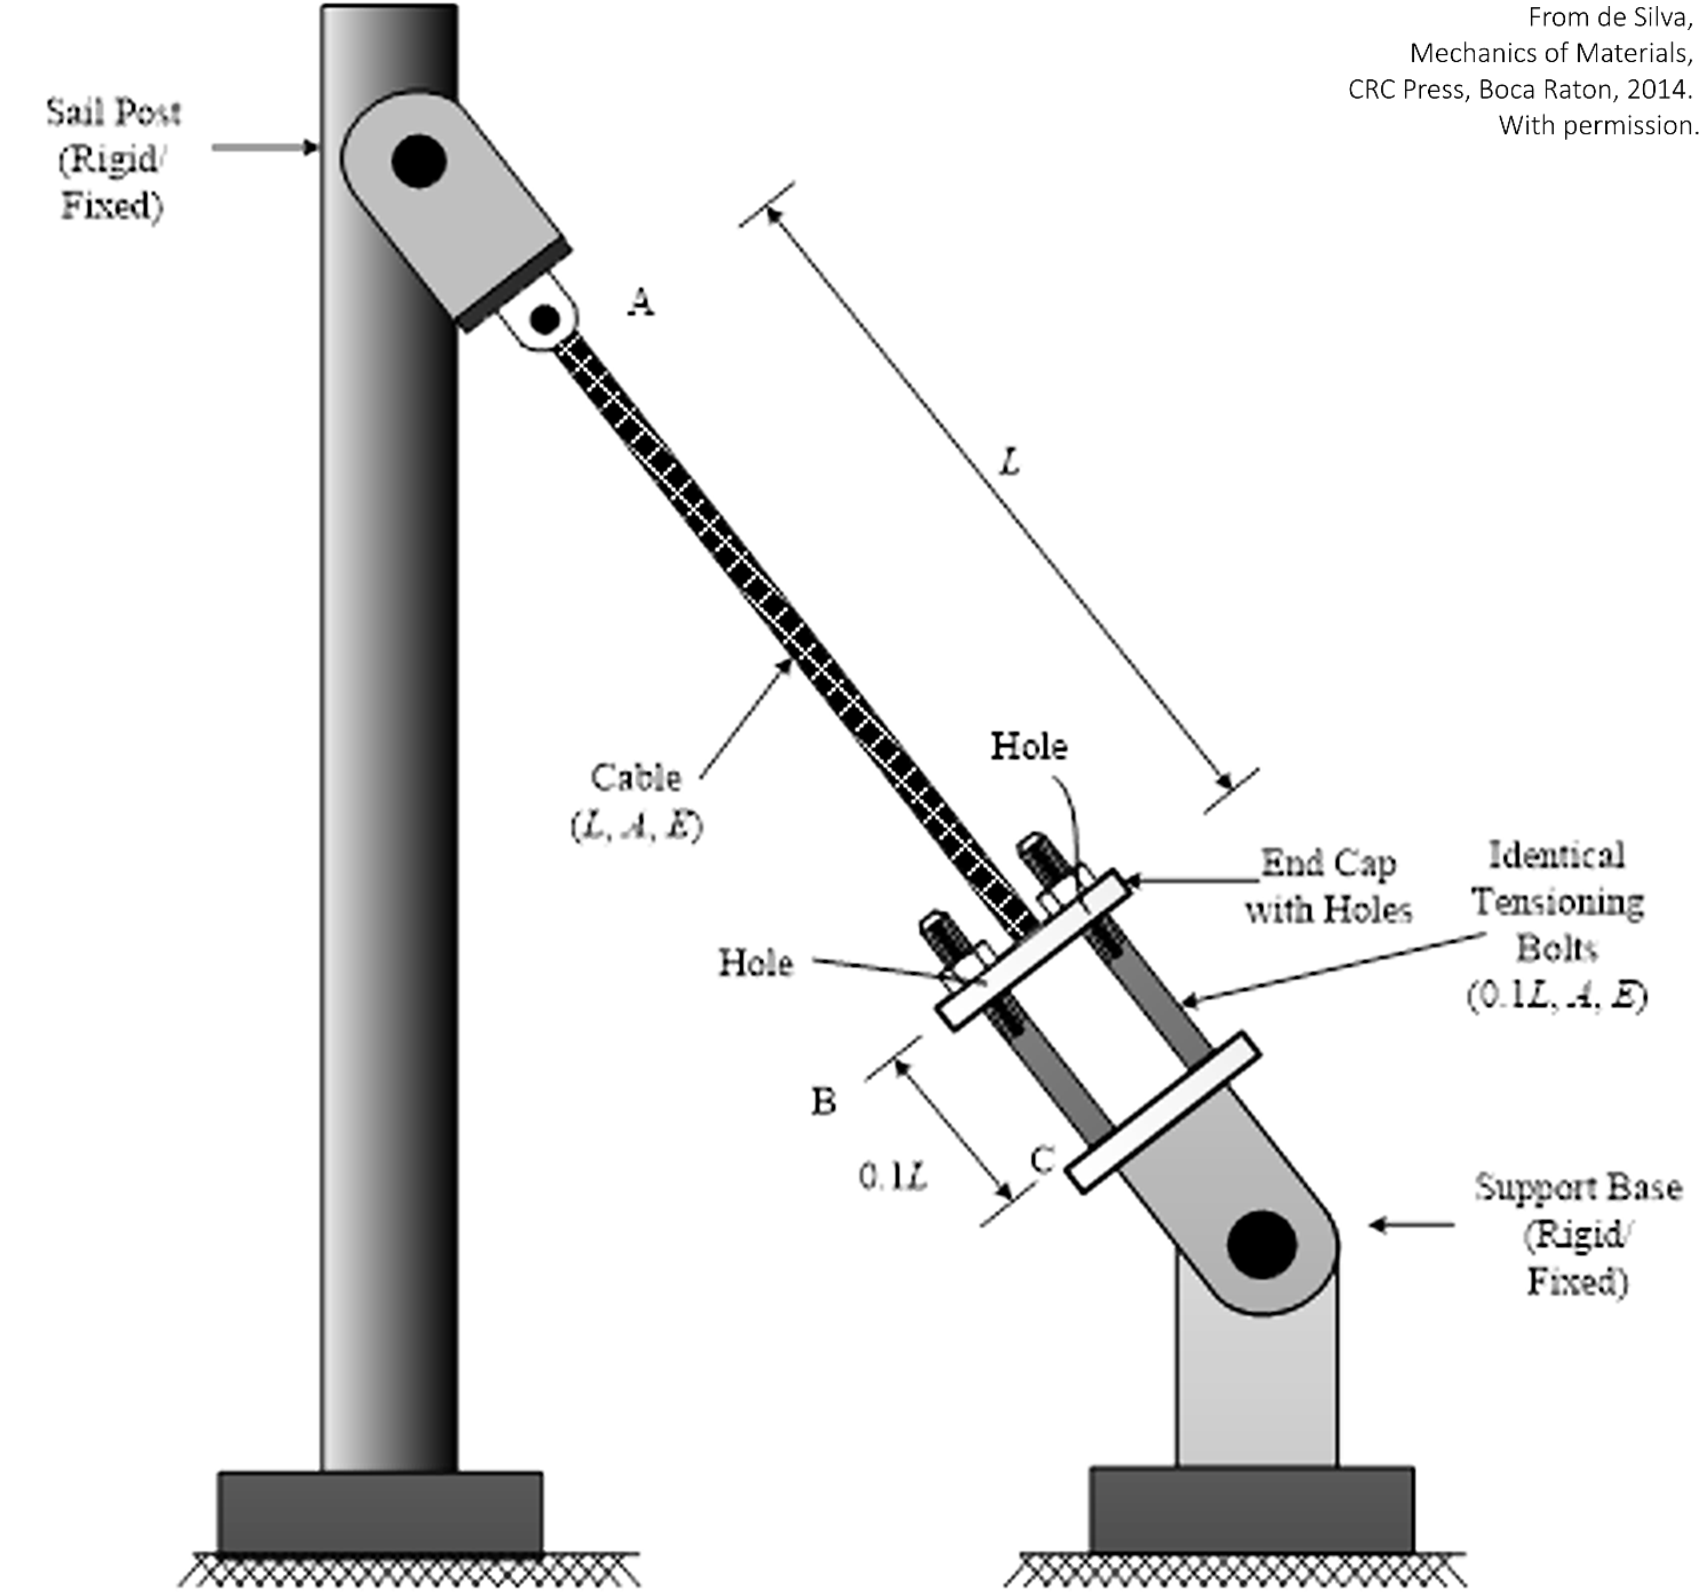 From de Silva,
Mechanics of Materials,
CRC Press, Boca Raton, 2014.
With permission.
Sail Post
(Rigid/
Fixed)
A
L
Hole
Cable
(L, A, E)
End Cap
with Holes
Identical
Tensioning
Bolts
(0.1L, A, E)
Hole
B
0.1L
C
Support Base
(Rigid/
Fixed)